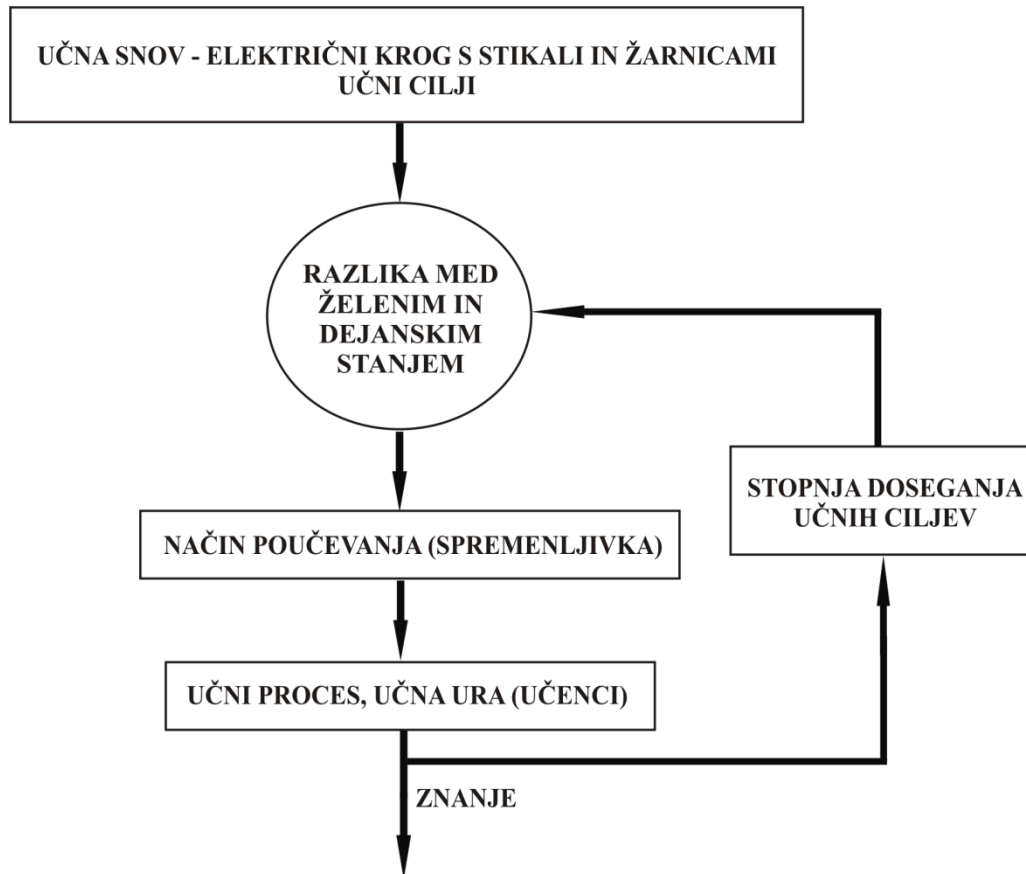 UČNA SNOV - ELEKTRIČNI KROG S STIKALI IN ŽARNICAMI
UČNI CILJI
RAZLIKA MED
ŽELENIM IN
DEJANSKIM
STANJEM
STOPNJA DOSEGANJA
UČNIH CILJEV
NAČIN POUČEVANJA (SPREMENLJIVKA)
UČNI PROCES, UČNA URA (UČENCI)
ZNANJE